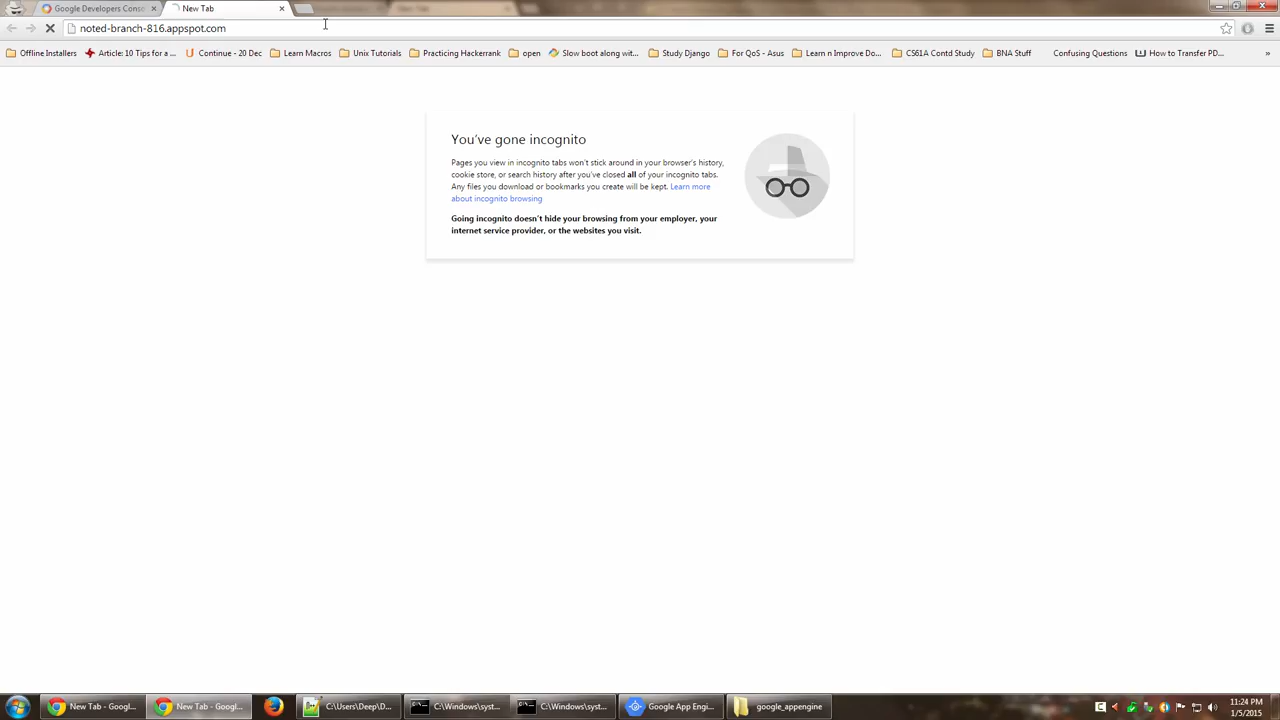 Google Developers Conso
New Tab
noted-branch-816.appspot.com
Offline Installers
Article: 10 Tips for a ...
Continue - 20 Dec
Learn Macros
Unix Tutorials
Practicing Hackerrank
open
Slow boot along wit...
Study Django
For QoS - Asus
Learn n Improve Do...
CS61A Contd Study
BNA Stuff
Confusing Questions
How to Transfer PD...
»
You've gone incognito
Pages you view in incognito tabs won't stick around in your browser's history,
cookie store, or search history after you've closed all of your incognito tabs.
Any files you download or bookmarks you create will be kept. Learn more
about incognito browsing
Going incognito doesn't hide your browsing from your employer, your
internet service provider, or the websites you visit.
New Tab - Googl...
New Tab - Googl...
C:\Users\Deep\D...
C:\Windows\syst...
C:\Windows\syst...
Google App Engi...
google_appengine
11:24 PM
1/5/2015